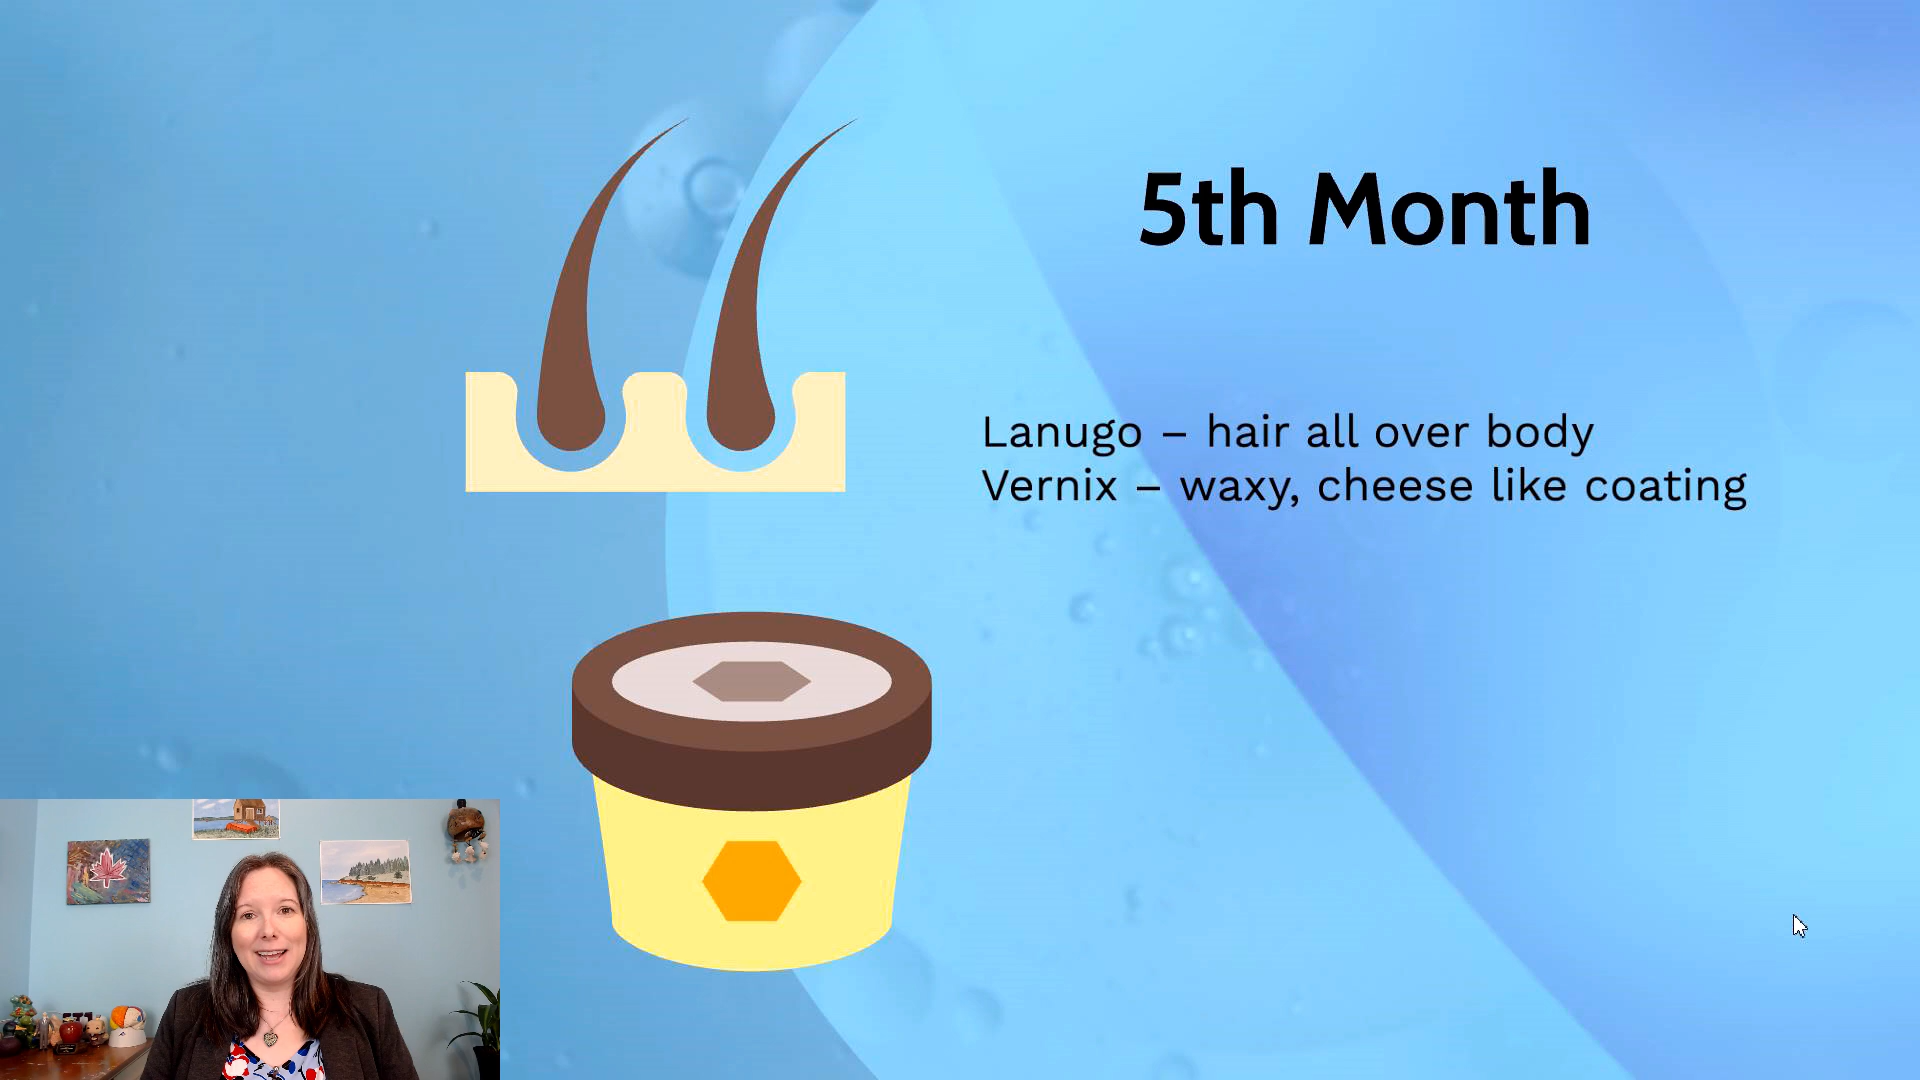 5th Month
Lanugo – hair all over body
Vernix – waxy, cheese like coating